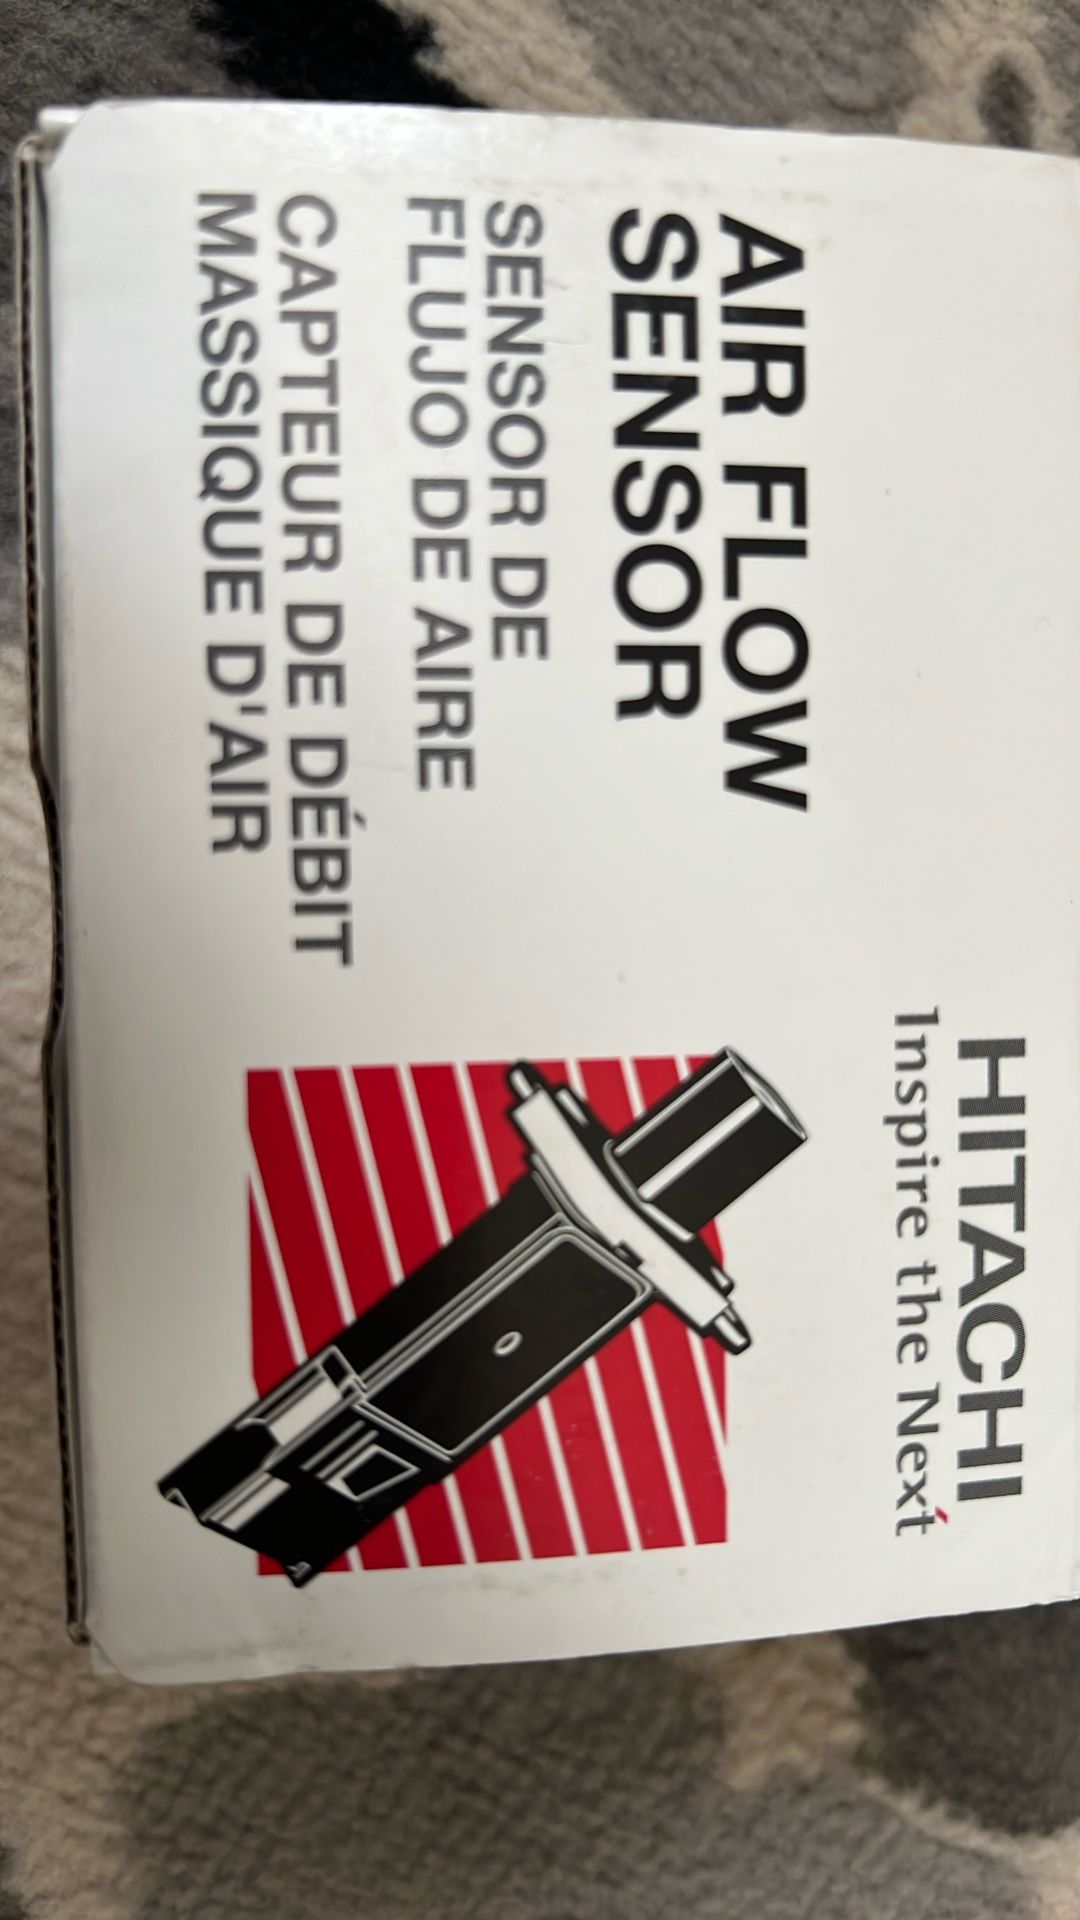 HITACHI
Inspire the Next
AIR FLOW
SENSOR
SENSOR DE
FLUJO DE AIRE
CAPTEUR DE DÉBIT
MASSIQUE D'AIR